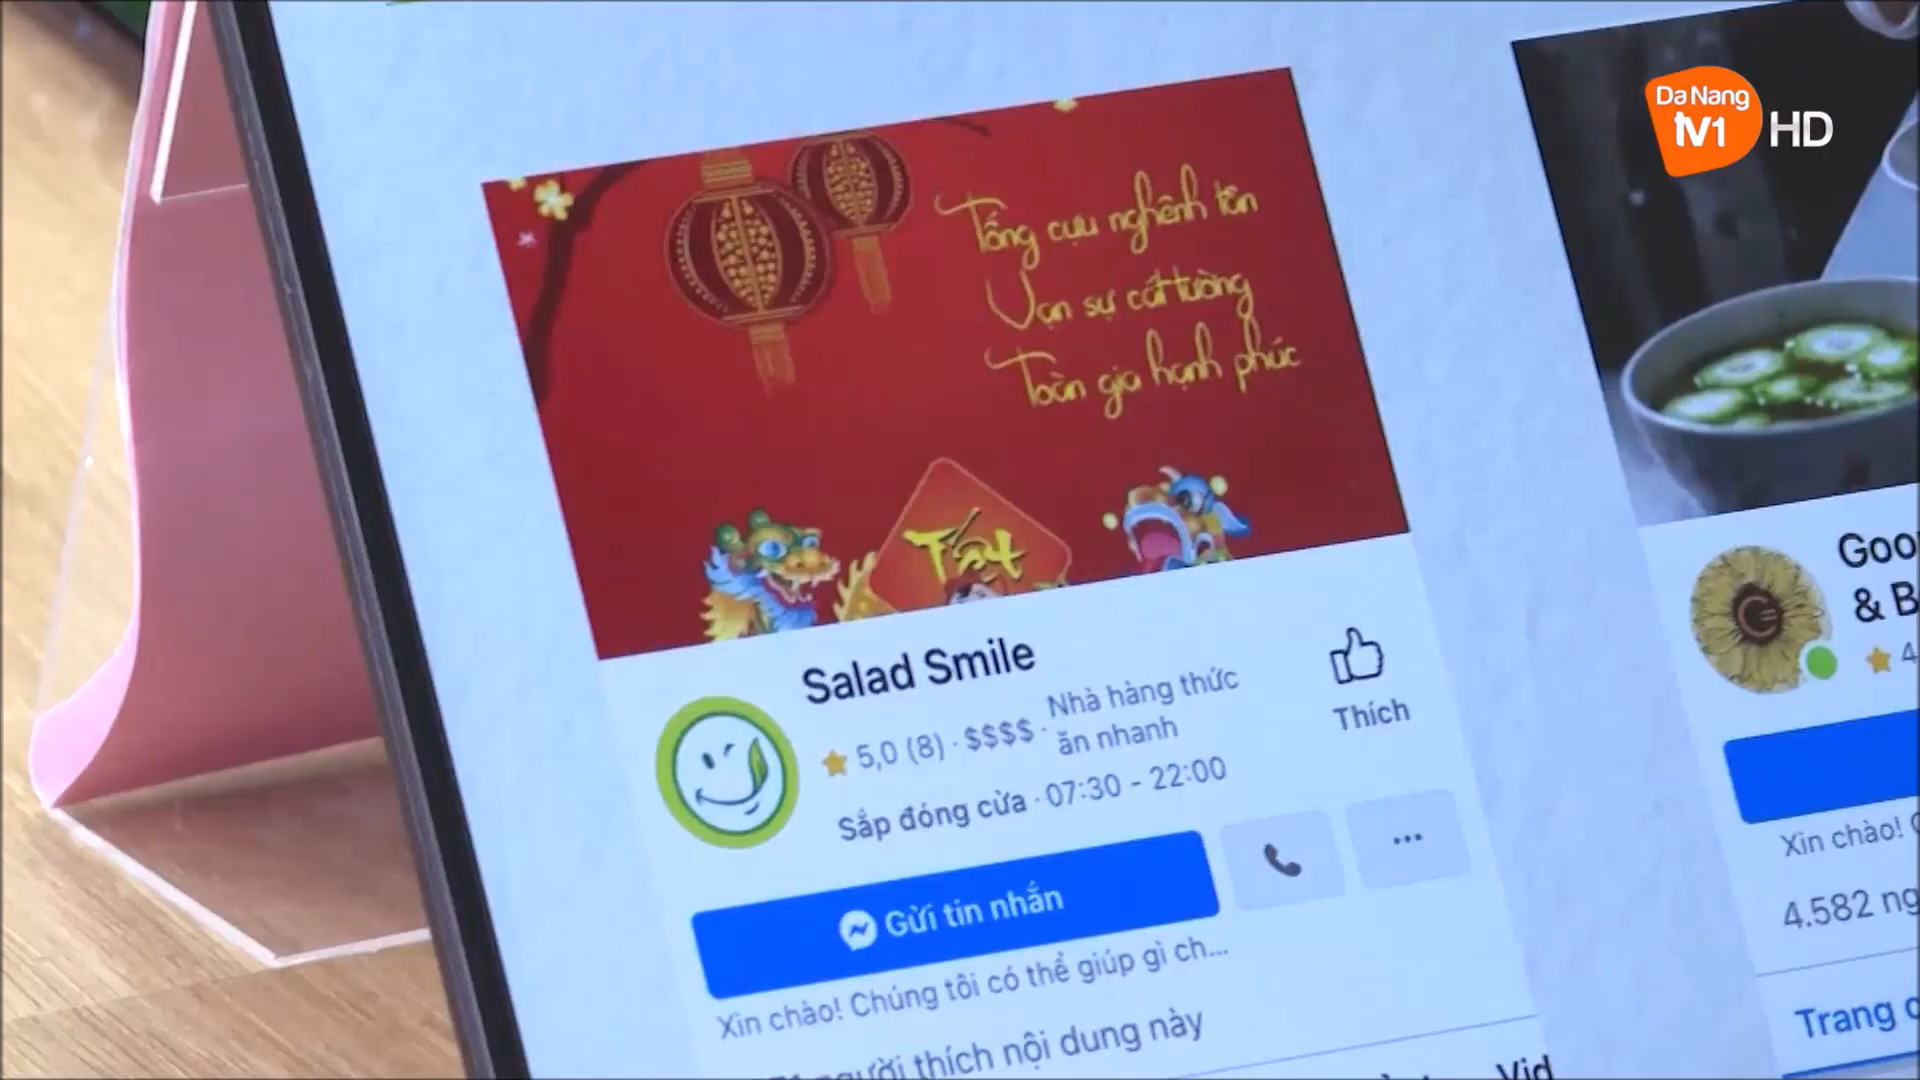 Da Nang
TV1 HD
Tống cựu nghênh tân
Vạn sự cát tường
Toàn gia hạnh phúc
Tết
Salad Smile
5,0 (8) · $$$$ · Nhà hàng thức
ăn nhanh
Sắp đóng cửa · 07:30 - 22:00
Thích
Gửi tin nhắn
Xin chào! Chúng tôi có thể giúp gì ch...
thích nội dung này
Vid
Goo
& B
4
Xin chào!
4.582 ng
Trang